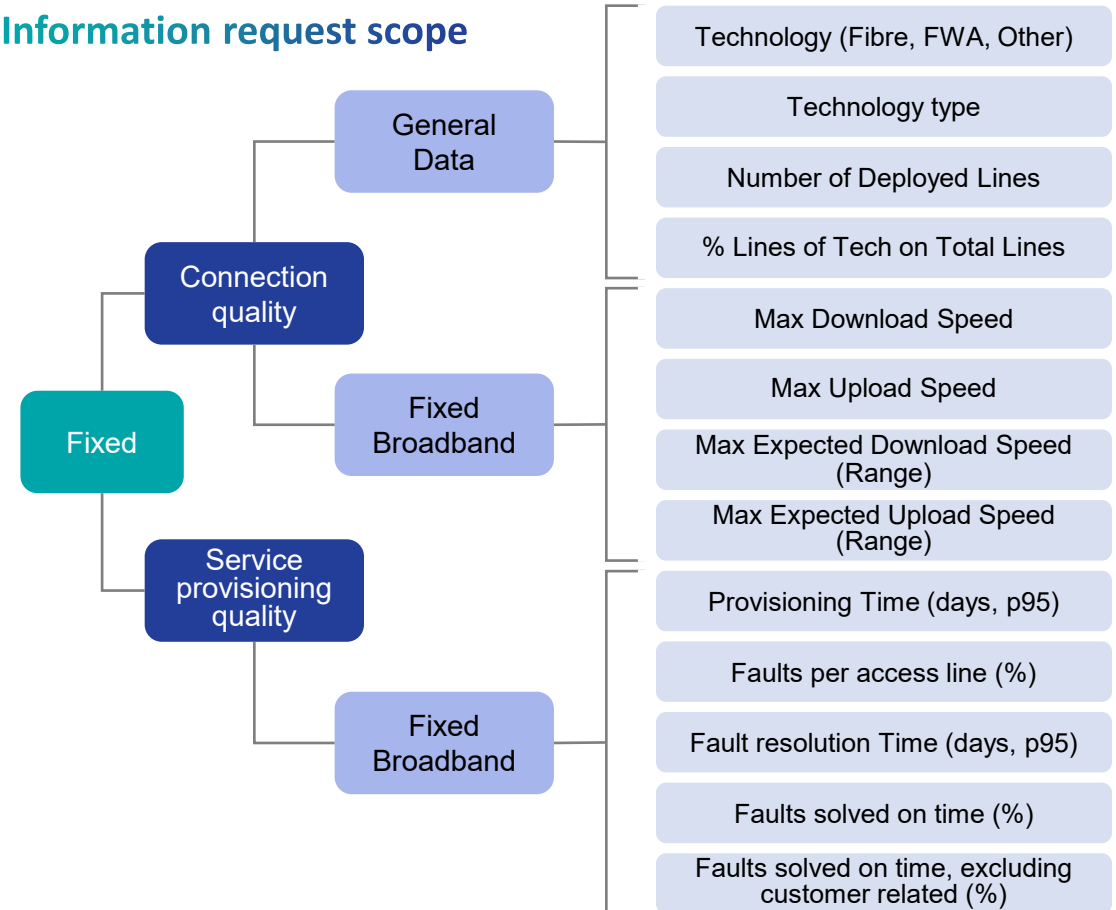 Information request scope
Fixed
Connection
quality
Service
provisioning
quality
General
Data
Fixed
Broadband
Fixed
Broadband
Technology (Fibre, FWA, Other)
Technology type
Number of Deployed Lines
% Lines of Tech on Total Lines
Max Download Speed
Max Upload Speed
Max Expected Download Speed
(Range)
Max Expected Upload Speed
(Range)
Provisioning Time (days, p95)
Faults per access line (%)
Fault resolution Time (days, p95)
Faults solved on time (%)
Faults solved on time, excluding
customer related (%)